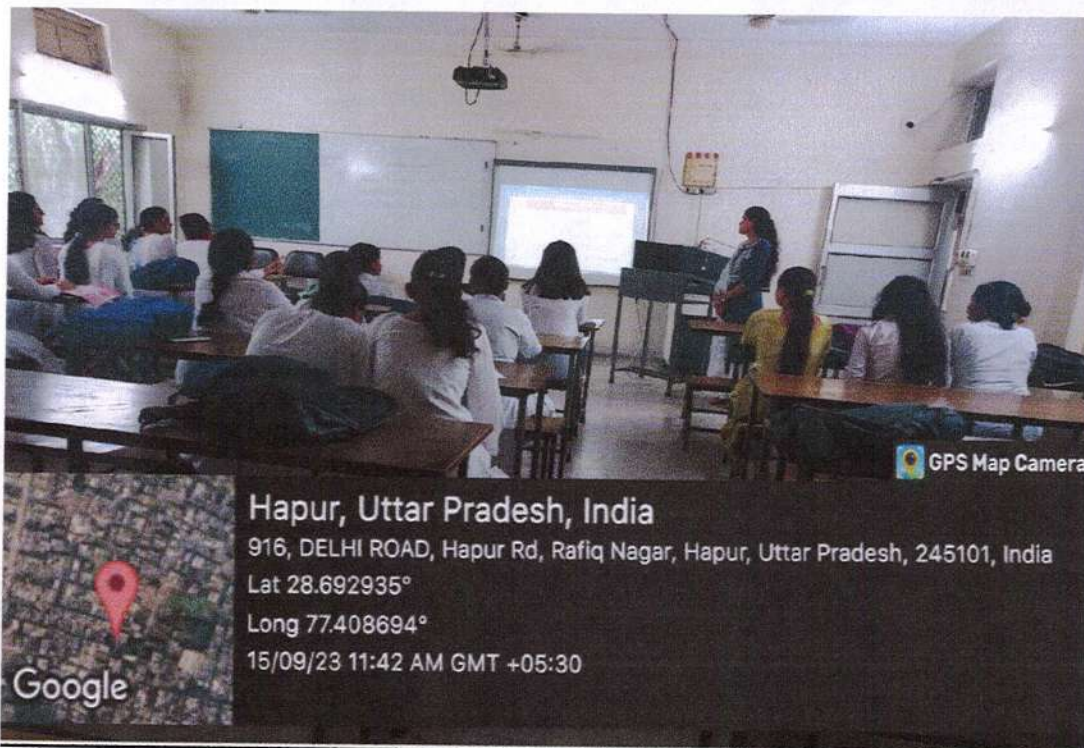 GPS Map Camera
Hapur, Uttar Pradesh, India
916, DELHI ROAD, Hapur Rd, Rafiq Nagar, Hapur, Uttar Pradesh, 245101, India
Lat 28.692935°
Long 77.408694°
15/09/23 11:42 AM GMT +05:30
Google